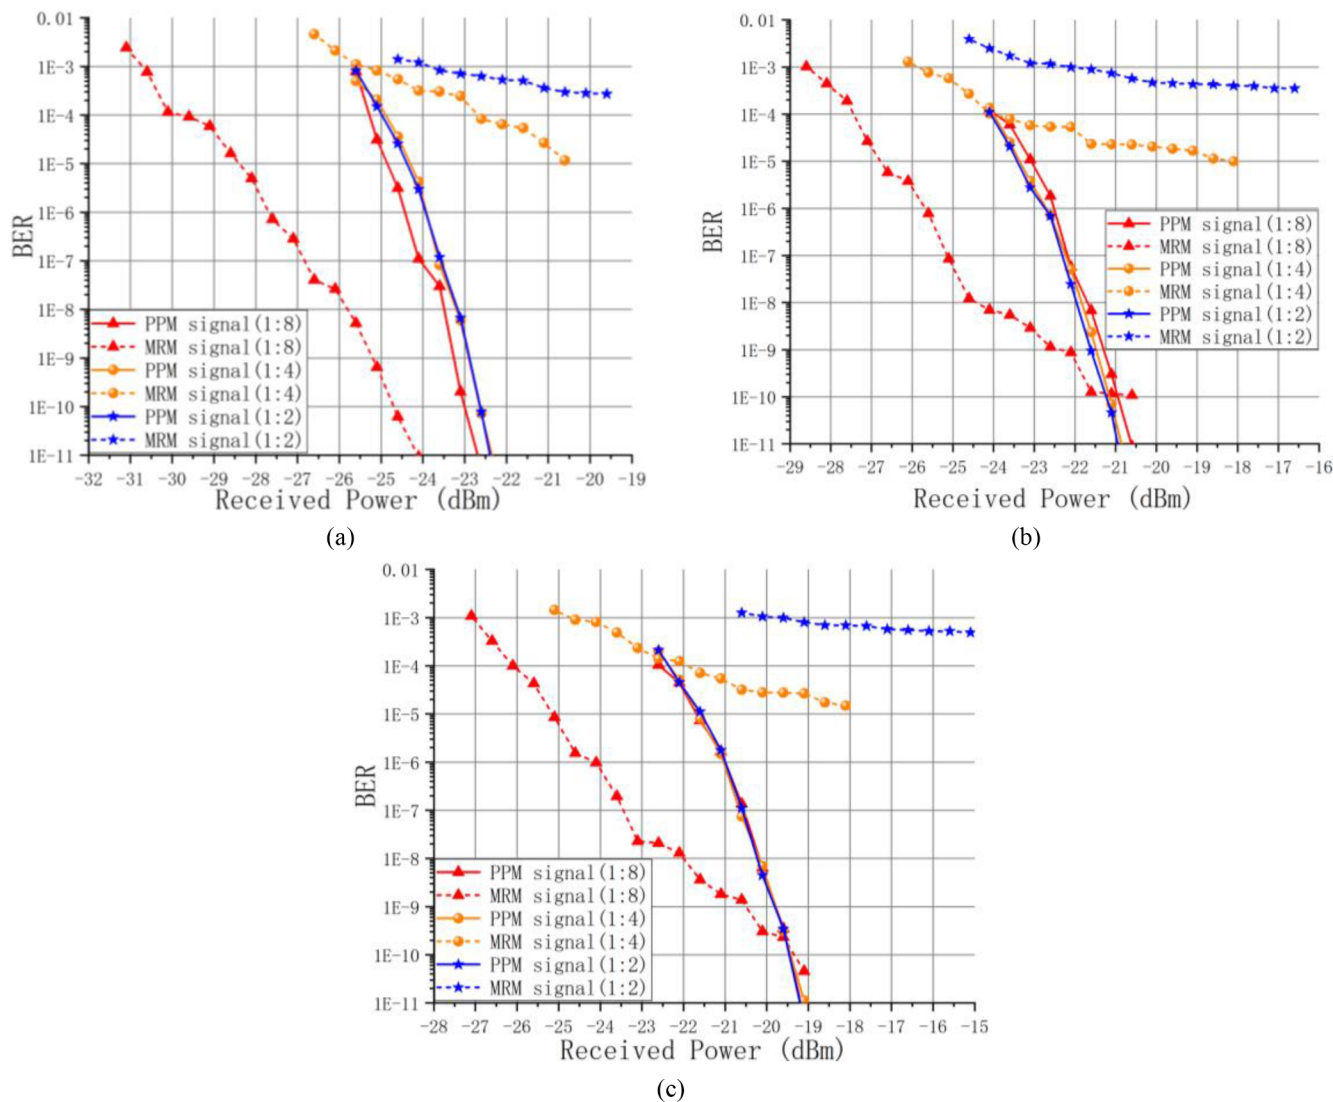 0.01
1E-3
1E-4
1E-5
1E-6
1E-7
1E-8
1E-9
1E-10
1E-11
BER
PPM signal(1:8)
MRM signal(1:8)
PPM signal(1:4)
MRM signal(1:4)
PPM signal(1:2)
MRM signal(1:2)
-32 -31 -30 -29 -28 -27 -26 -25 -24 -23 -22 -21 -20 -19
Received Power (dBm)
(a)
0.01
1E-3
1E-4
1E-5
1E-6
1E-7
1E-8
1E-9
1E-10
1E-11
BER
PPM signal(1:8)
MRM signal(1:8)
PPM signal(1:4)
MRM signal(1:4)
PPM signal(1:2)
MRM signal(1:2)
-29 -28 -27 -26 -25 -24 -23 -22 -21 -20 -19 -18 -17 -16
Received Power (dBm)
(b)
0.01
1E-3
1E-4
1E-5
1E-6
1E-7
1E-8
1E-9
1E-10
1E-11
BER
PPM signal(1:8)
MRM signal(1:8)
PPM signal(1:4)
MRM signal(1:4)
PPM signal(1:2)
MRM signal(1:2)
-28 -27 -26 -25 -24 -23 -22 -21 -20 -19 -18 -17 -16 -15
Received Power (dBm)
(c)